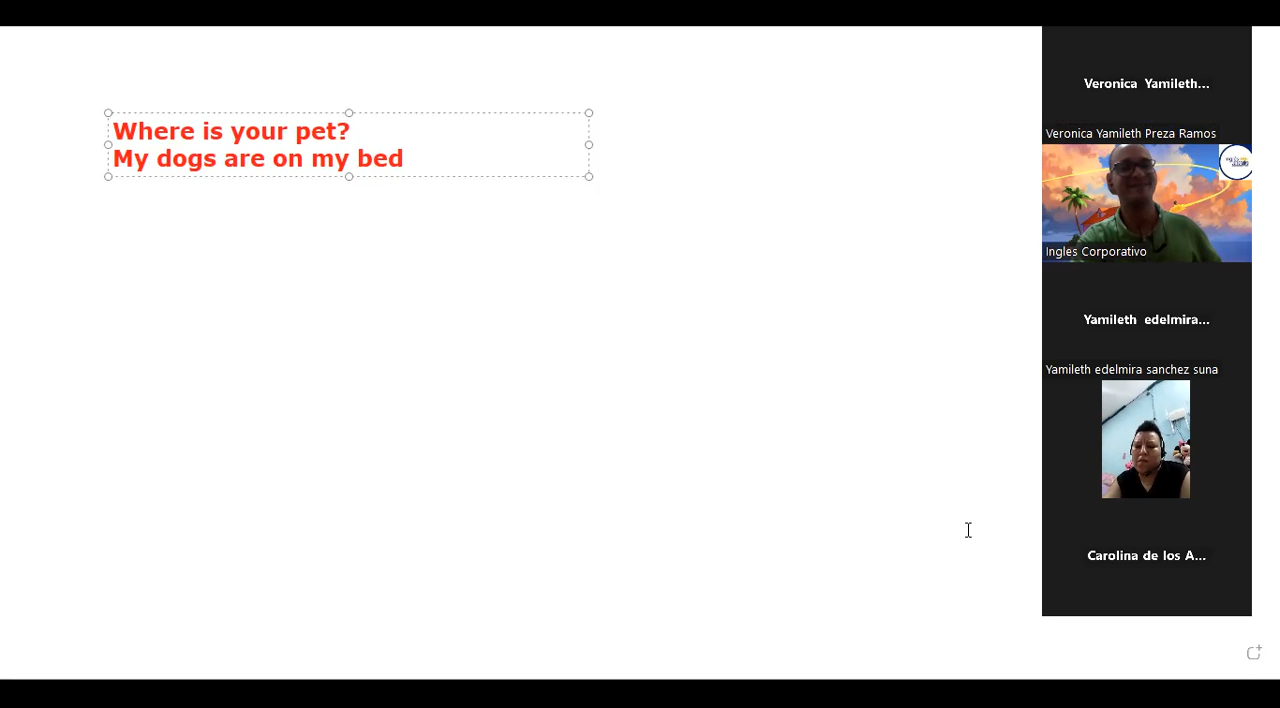 Where is your pet?
My dogs are on my bed
Veronica Yamileth...
Veronica Yamileth Preza Ramos
Ingles Corporativo
Yamileth edelmira...
Yamileth edelmira sanchez suna
Carolina de los A...